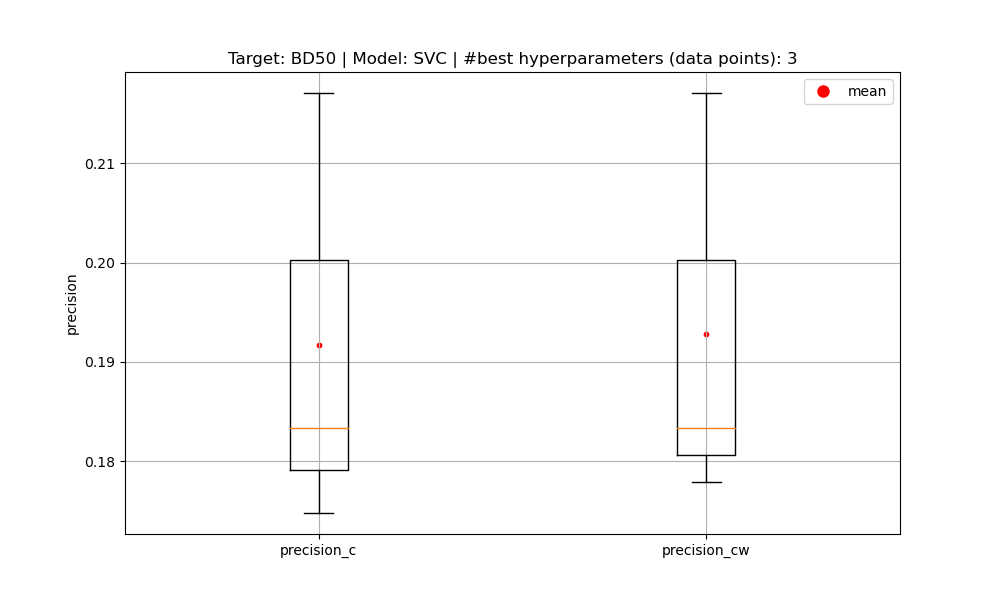 Target: BD50 | Model: SVC | #best hyperparameters (data points): 3
mean
0.21
0.20
0.19
0.18
precision
precision_c
precision_cw